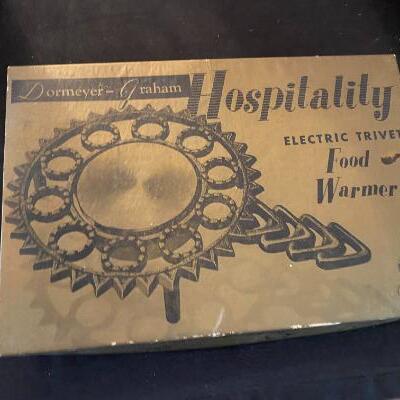 Dormeyer - Graham
Hospitality
ELECTRIC TRIVET
Food
Warmer